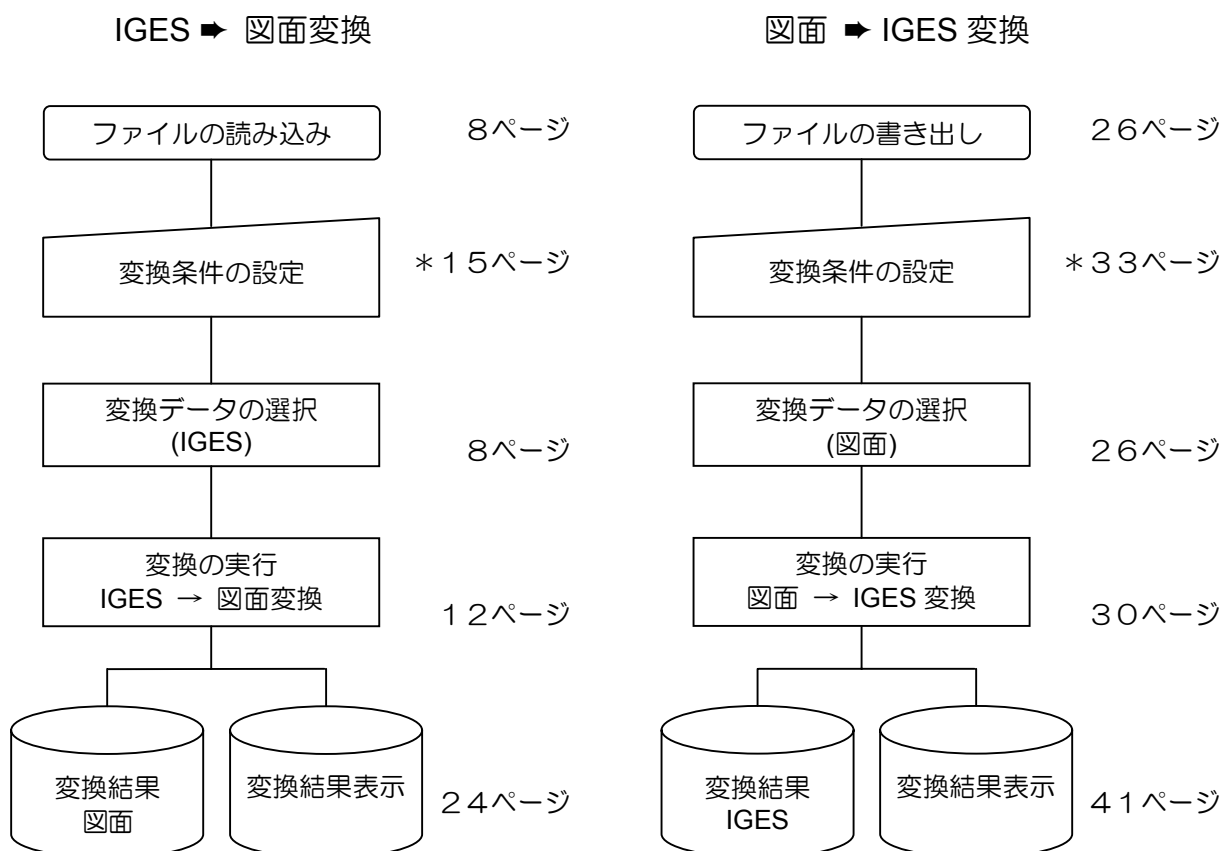 IGES ➨ 図面変換
ファイルの読み込み
8ページ
変換条件の設定
＊１５ページ
変換データの選択
(IGES)
8ページ
変換の実行
IGES → 図面変換
１２ページ
変換結果
図面
変換結果表示
２４ページ
図面 ➨ IGES 変換
ファイルの書き出し
２６ページ
変換条件の設定
＊３３ページ
変換データの選択
(図面)
２６ページ
変換の実行
図面 → IGES 変換
３０ページ
変換結果
IGES
変換結果表示
４１ページ